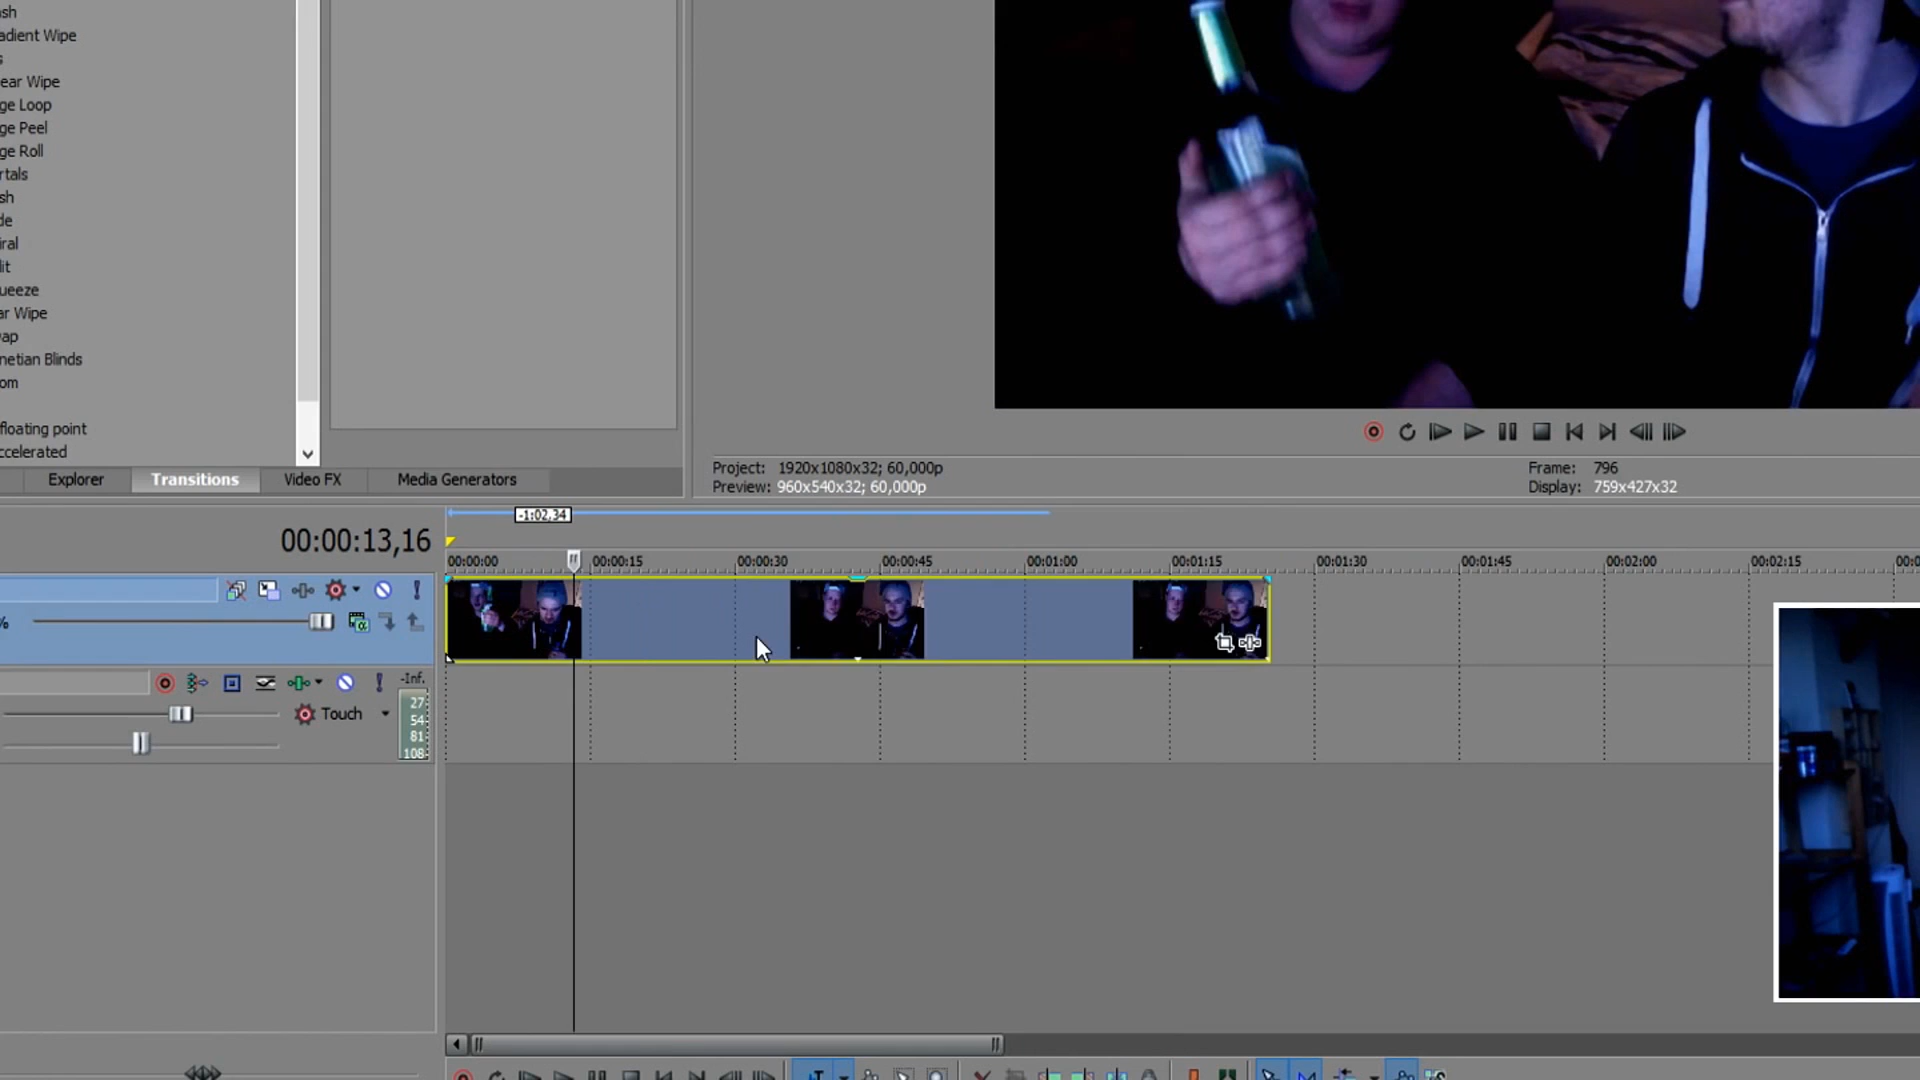 sh
adient Wipe
s
ear Wipe
ge Loop
ge Peel
ge Roll
rtals
sh
de
iral
lit
ueeze
ar Wipe
vap
netian Blinds
om
floating point
ccelerated
Explorer
Transitions
Video FX
Media Generators
Project: 1920x1080x32; 60,000p
Preview: 960x540x32; 60,000p
Frame: 796
Display: 759x427x32
-1:02,34
00:00:13,16
00:00:00
00:00:15
00:00:30
00:00:45
00:01:00
00:01:15
00:01:30
00:01:45
00:02:00
00:02:15
00:0
%
-Inf.
27
54
81
108
Touch